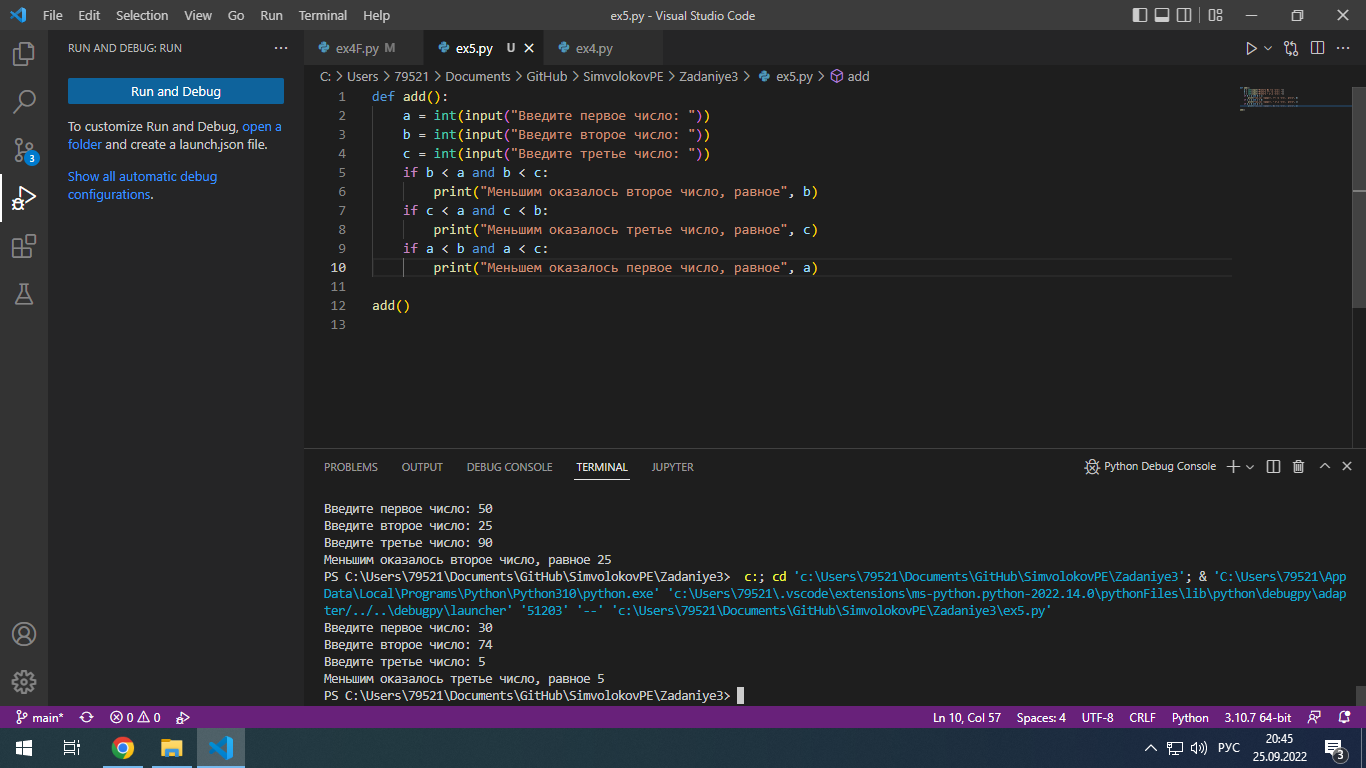 File Edit Selection View Go Run Terminal Help ex5.py - Visual Studio Code
RUN AND DEBUG: RUN ···
Run and Debug
To customize Run and Debug, open a
folder and create a launch.json file.
Show all automatic debug
configurations.
3
ex4F.py M ex5.py U ex4.py
C: > Users > 79521 > Documents > GitHub > SimvolokovPE > Zadaniye3 > ex5.py > add
1 def add():
2 a = int(input("Введите первое число: "))
3 b = int(input("Введите второе число: "))
4 c = int(input("Введите третье число: "))
5 if b < a and b < c:
6 print("Меньшим оказалось второе число, равное", b)
7 if c < a and c < b:
8 print("Меньшим оказалось третье число, равное", c)
9 if a < b and a < c:
10 print("Меньшем оказалось первое число, равное", a)
11
12 add()
13
PROBLEMS OUTPUT DEBUG CONSOLE TERMINAL JUPYTER Python Debug Console
Введите первое число: 50
Введите второе число: 25
Введите третье число: 90
Меньшим оказалось второе число, равное 25
PS C:\Users\79521\Documents\GitHub\SimvolokovPE\Zadaniye3> c:; cd 'c:\Users\79521\Documents\GitHub\SimvolokovPE\Zadaniye3'; & 'C:\Users\79521\App
Data\Local\Programs\Python\Python310\python.exe' 'c:\Users\79521\.vscode\extensions\ms-python.python-2022.14.0\pythonFiles\lib\python\debugpy\adap
ter/../..\debugpy\launcher' '51203' '--' 'c:\Users\79521\Documents\GitHub\SimvolokovPE\Zadaniye3\ex5.py'
Введите первое число: 30
Введите второе число: 74
Введите третье число: 5
Меньшим оказалось третье число, равное 5
PS C:\Users\79521\Documents\GitHub\SimvolokovPE\Zadaniye3>
main* 0 0 Ln 10, Col 57 Spaces: 4 UTF-8 CRLF Python 3.10.7 64-bit
РУС 20:45
25.09.2022
3